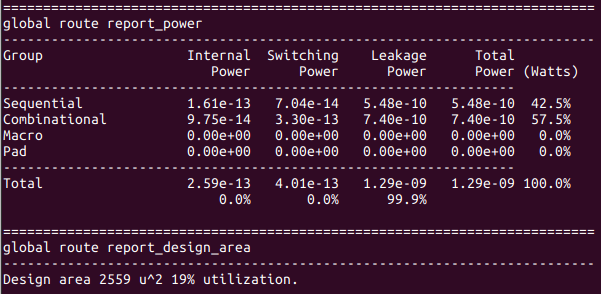 ===========================================================================
global route report_power
---------------------------------------------------------------------------
Group                  Internal  Switching    Leakage      Total
                          Power      Power      Power      Power (Watts)
----------------------------------------------------------------
Sequential             1.61e-13   7.04e-14   5.48e-10   5.48e-10  42.5%
Combinational          9.75e-14   3.30e-13   7.40e-10   7.40e-10  57.5%
Macro                  0.00e+00   0.00e+00   0.00e+00   0.00e+00   0.0%
Pad                    0.00e+00   0.00e+00   0.00e+00   0.00e+00   0.0%
----------------------------------------------------------------
Total                  2.59e-13   4.01e-13   1.29e-09   1.29e-09 100.0%
                           0.0%       0.0%      99.9%
===========================================================================
global route report_design_area
---------------------------------------------------------------------------
Design area 2559 u^2 19% utilization.